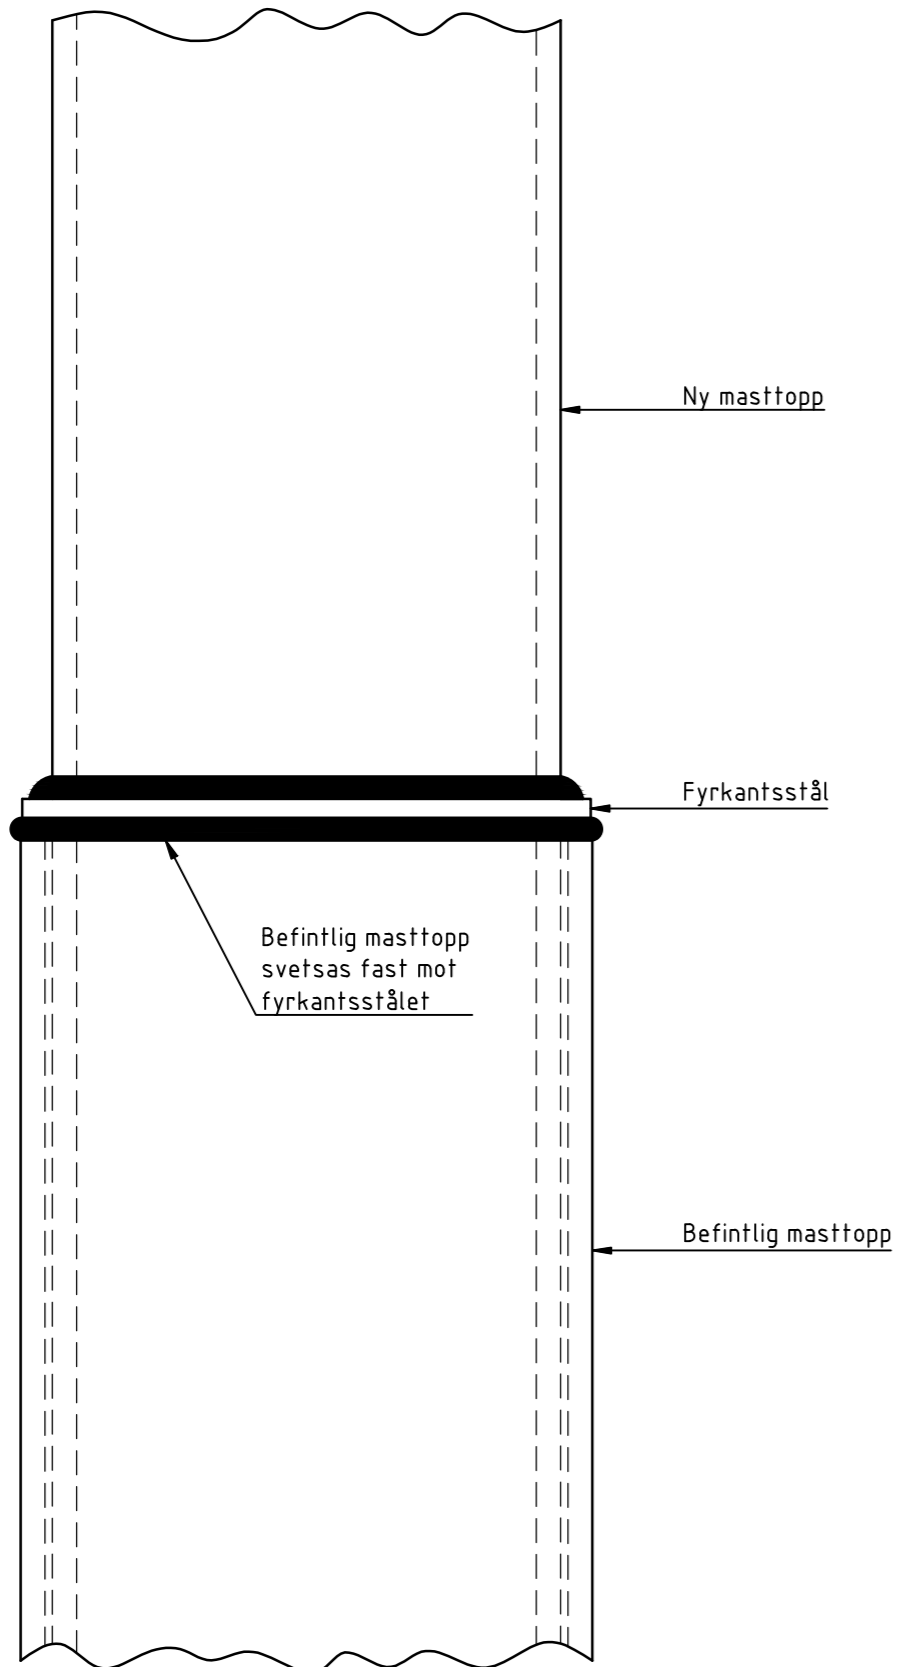 Ny masttopp
Fyrkantsstål
Befintlig masttopp
svetsas fast mot
fyrkantsstålet
Befintlig masttopp